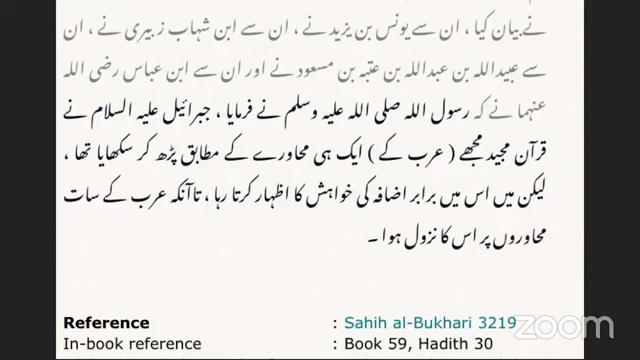 نے بیان کیا ، ان سے یونس بن یزید نے ، ان سے ابن شہاب زہری نے ، ان
سے عبیداللہ بن عبداللہ بن عتبہ بن مسعود نے اور ان سے ابن عباس رضی اللہ
عنہما نے کہ رسول اللہ صلی اللہ علیہ وسلم نے فرمایا ، جبرائیل علیہ السلام نے
قرآن مجید مجھے ( عرب کے ) ایک ہی محاورے کے مطابق پڑھ کر سکھایا تھا ،
لیکن میں اس میں برابر اضافہ کی خواہش کا اظہار کرتا رہا ، تاآنکہ عرب کے سات
محاوروں پر اس کا نزول ہوا ۔
Reference : Sahih al-Bukhari 3219
In-book reference : Book 59, Hadith 30
zoom